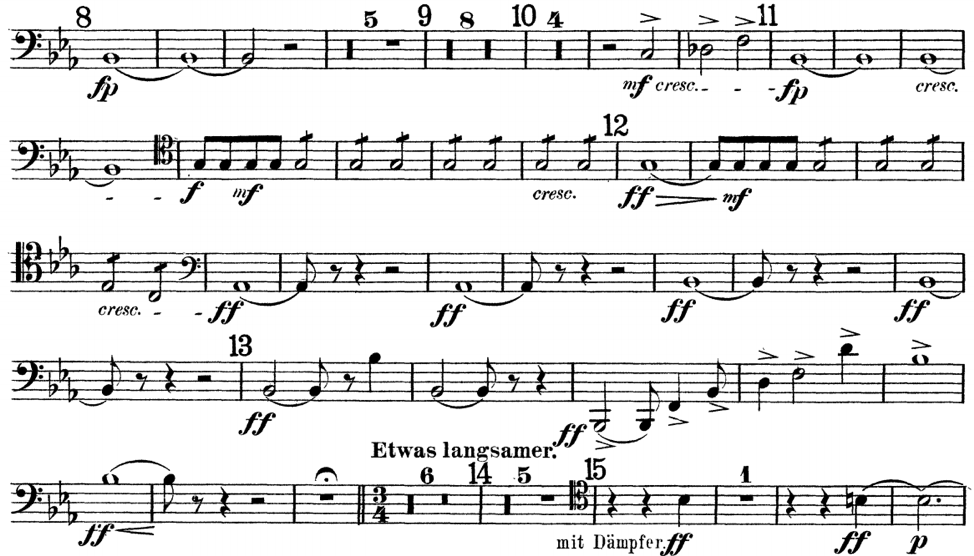 8 5 9 8 10 4 11
fp mf cresc. fp cresc.
12
f mf cresc. ff mf
cresc. ff ff ff ff
13
ff ff
Etwas langsamer.
3 4 6 14 5 15 1
ff mit Dämpfer. ff ff p